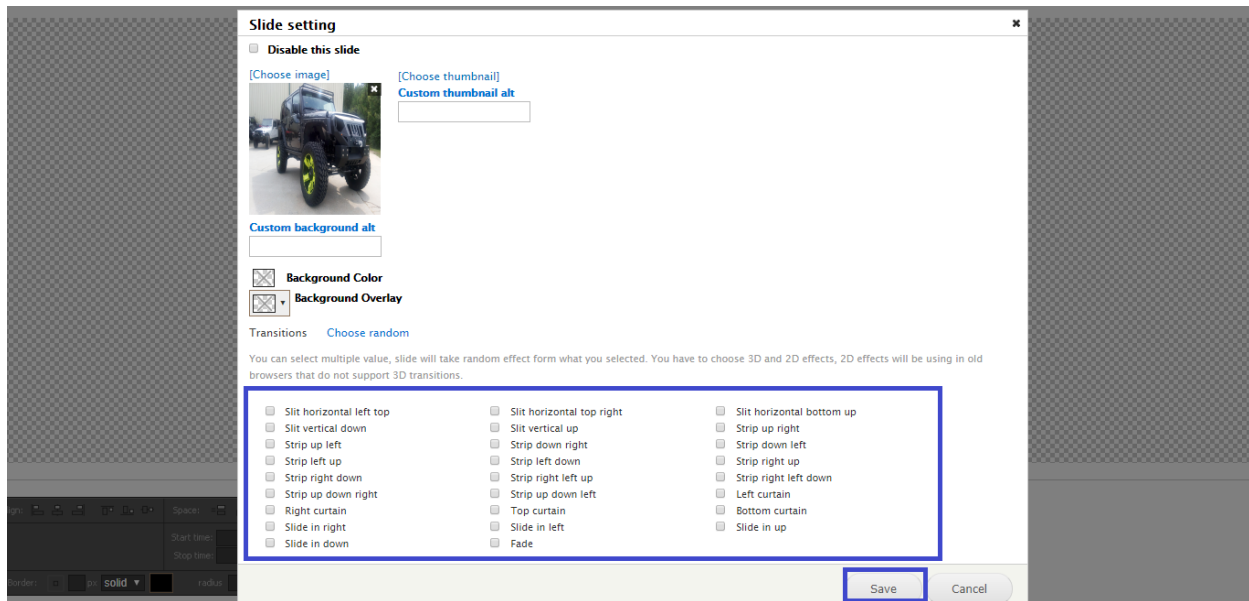 Slide setting
Disable this slide
[Choose image]
[Choose thumbnail]
Custom thumbnail alt
Custom background alt
Background Color
Background Overlay
Transitions Choose random
You can select multiple value, slide will take random effect form what you selected. You have to choose 3D and 2D effects, 2D effects will be using in old
browsers that do not support 3D transitions.
Slit horizontal left top Slit horizontal top right Slit horizontal bottom up
Slit vertical down Slit vertical up Strip up right
Strip up left Strip down right Strip down left
Strip left up Strip left down Strip right up
Strip right down Strip right left up Strip right left down
Strip up down right Strip up down left Left curtain
Right curtain Top curtain Bottom curtain
Slide in right Slide in left Slide in up
Slide in down Fade
Space:
Start time:
Stop time:
Border: px solid radius
Save Cancel